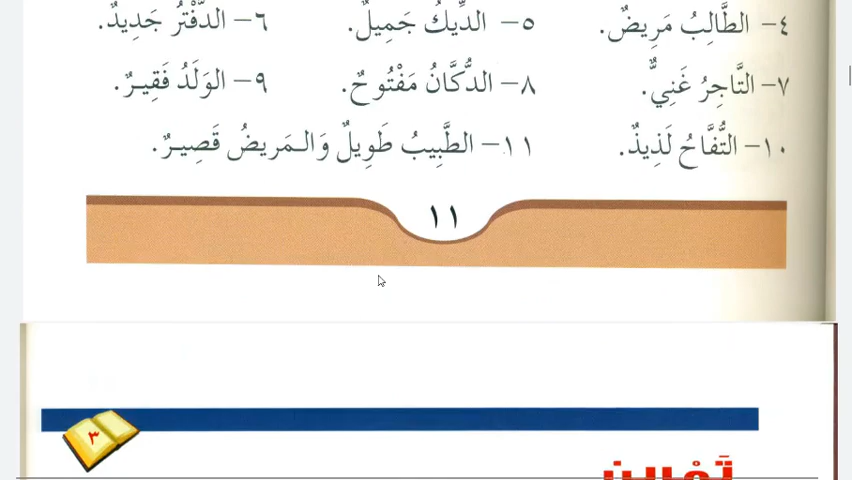 ٤- الطَّالِبُ مَرِيضٌ. ٥- الدِّيكُ جَمِيلٌ. ٦- الدَّفْتَرُ جَدِيدٌ.
٧- التَّاجِرُ غَنِيٌّ. ٨- الدُّكَّانُ مَفْتُوحٌ. ٩- الوَلَدُ فَقِيرٌ.
١٠- التُّفَّاحُ لَذِيذٌ. ١١- الطَّبِيبُ طَوِيلٌ وَالـمَرِيضُ قَصِيرٌ.
١١
٣